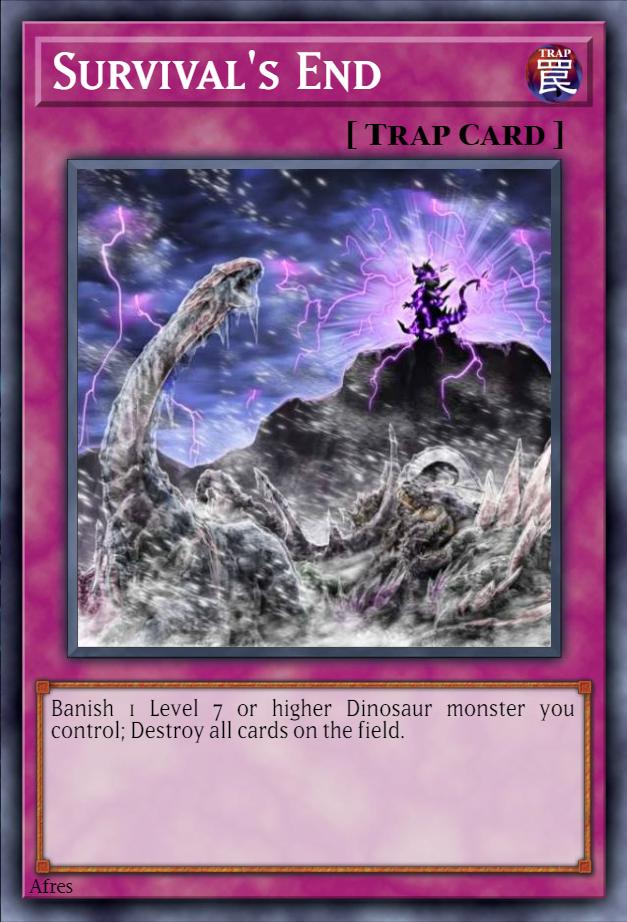 Survival's End
TRAP
罠
[ Trap Card ]
Banish 1 Level 7 or higher Dinosaur monster you
control; Destroy all cards on the field.
Afres